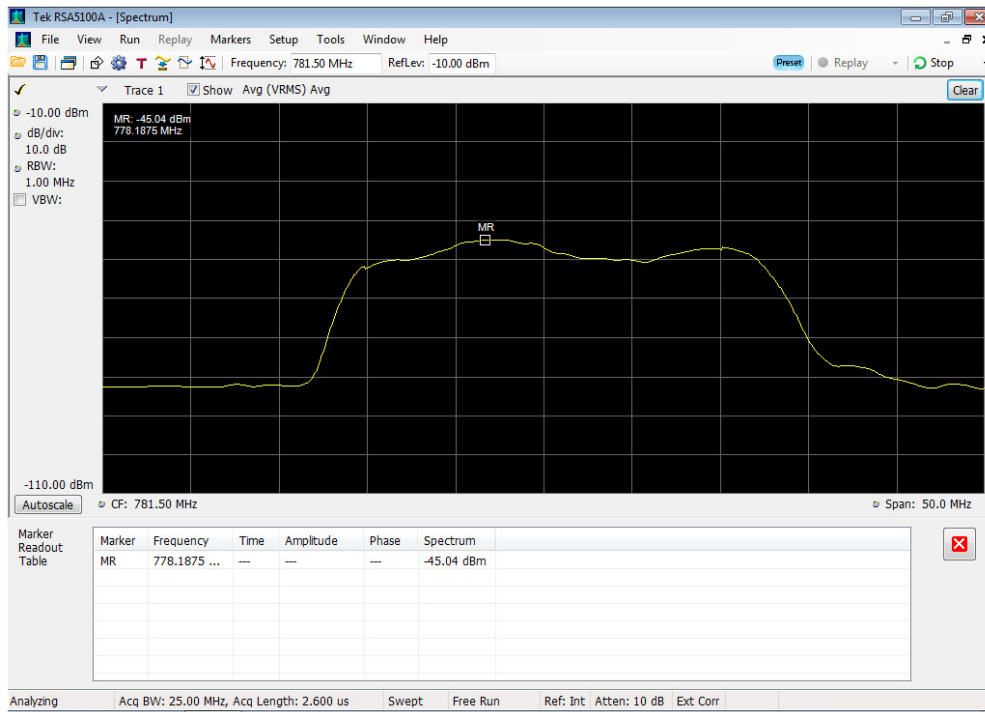 Tek RSA5100A - [Spectrum]
File View Run Replay Markers Setup Tools Window Help
T Frequency: 781.50 MHz RefLev: -10.00 dBm Preset Replay Stop
Trace 1 Show Avg (VRMS) Avg Clear
-10.00 dBm
dB/div:
10.0 dB
RBW:
1.00 MHz
VBW:
MR: -45.04 dBm
778.1875 MHz
MR
-110.00 dBm
Autoscale CF: 781.50 MHz Span: 50.0 MHz
Marker
Readout
Table
Marker Frequency Time Amplitude Phase Spectrum
MR 778.1875 ... --- --- --- -45.04 dBm
Analyzing Acq BW: 25.00 MHz, Acq Length: 2.600 us Swept Free Run Ref: Int Atten: 10 dB Ext Corr